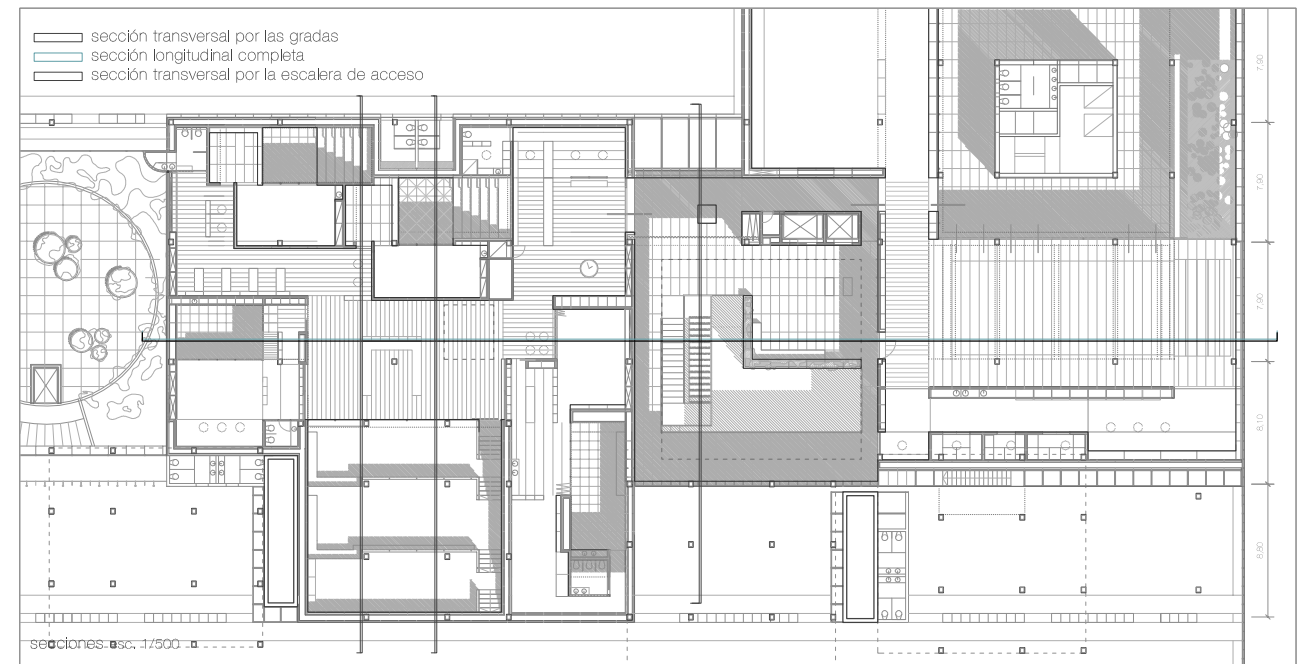 sección transversal por las gradas
sección longitudinal completa
sección transversal por la escalera de acceso
7,90
7,90
7,90
8,10
8,80
secciones esc. 1/500